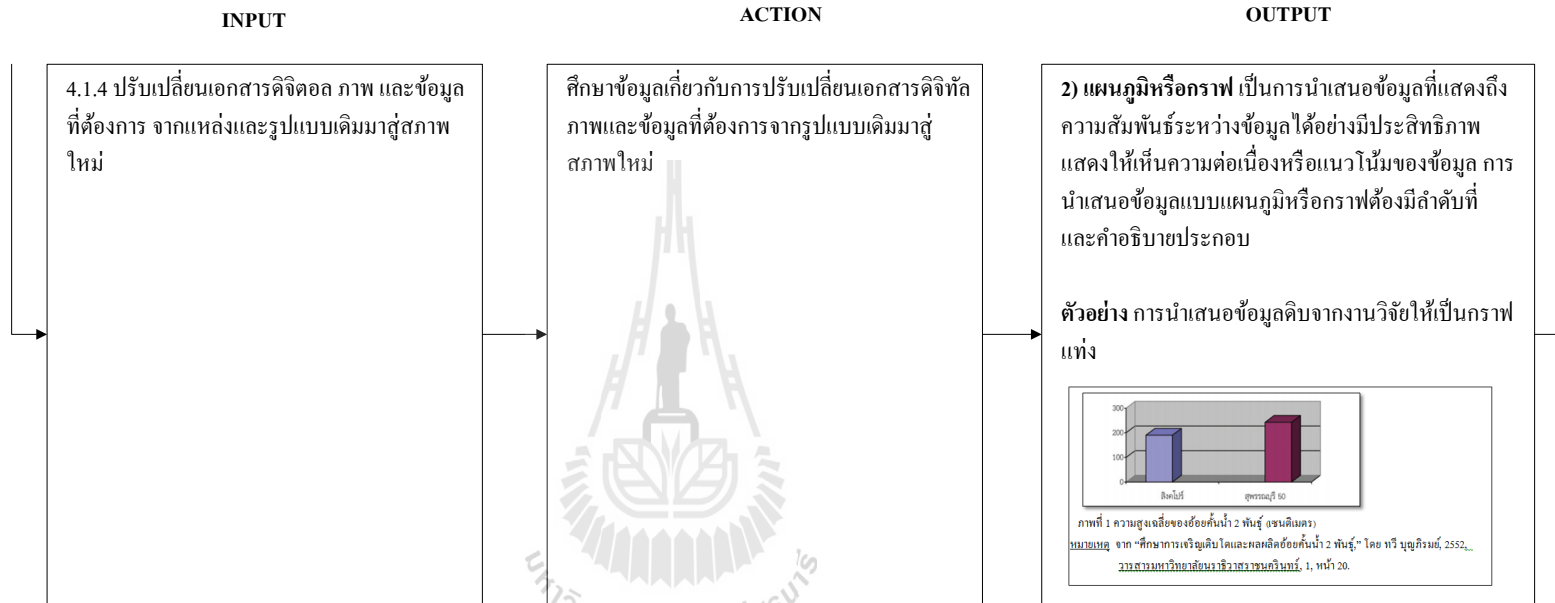 INPUT
ACTION
OUTPUT
4.1.4 ปรับเปลี่ยนเอกสารดิจิตอล ภาพ และข้อมูล
ที่ต้องการ จากแหล่งและรูปแบบเดิมมาสู่สภาพ
ใหม่
ศึกษาข้อมูลเกี่ยวกับการปรับเปลี่ยนเอกสารดิจิทัล
ภาพและข้อมูลที่ต้องการจากรูปแบบเดิมมาสู่
สภาพใหม่
2) แผนภูมิหรือกราฟ เป็นการนำเสนอข้อมูลที่แสดงถึง
ความสัมพันธ์ระหว่างข้อมูลได้อย่างมีประสิทธิภาพ
แสดงให้เห็นความต่อเนื่องหรือแนวโน้มของข้อมูล การ
นำเสนอข้อมูลแบบแผนภูมิหรือกราฟต้องมีลำดับที่
และคำอธิบายประกอบ
ตัวอย่าง การนำเสนอข้อมูลดิบจากงานวิจัยให้เป็นกราฟ
แท่ง
300
200
100
0
สิงคโปร์
สุพรรณบุรี 50
ภาพที่ 1 ความสูงเฉลี่ยของอ้อยคั้นน้ำ 2 พันธุ์ (เซนติเมตร)
หมายเหตุ จาก “ศึกษาการเจริญเติบโตและผลผลิตอ้อยคั้นน้ำ 2 พันธุ์,” โดย ทวี บุญภิรมย์, 2552,
วารสารมหาวิทยาลัยนราธิวาสราชนครินทร์, 1, หน้า 20.